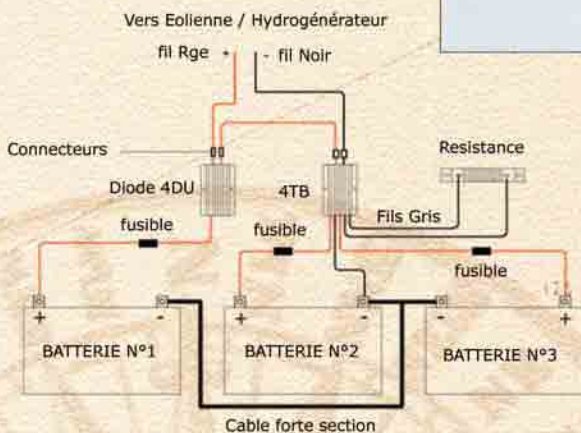 Vers Eolienne / Hydrogénérateur
fil Rge + - fil Noir
Connecteurs
Resistance
Diode 4DU
4TB
Fils Gris
fusible
fusible
fusible
+ - + - - +
BATTERIE N°1
BATTERIE N°2
BATTERIE N°3
Cable forte section